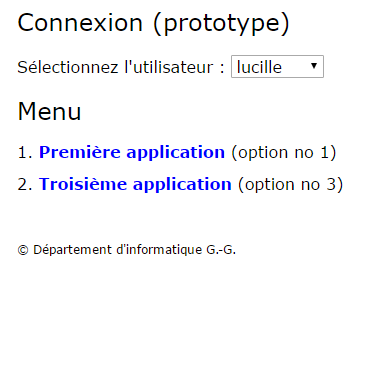 Connexion (prototype)
Sélectionnez l'utilisateur : lucille
Menu
1. Première application (option no 1)
2. Troisième application (option no 3)
© Département d'informatique G.-G.